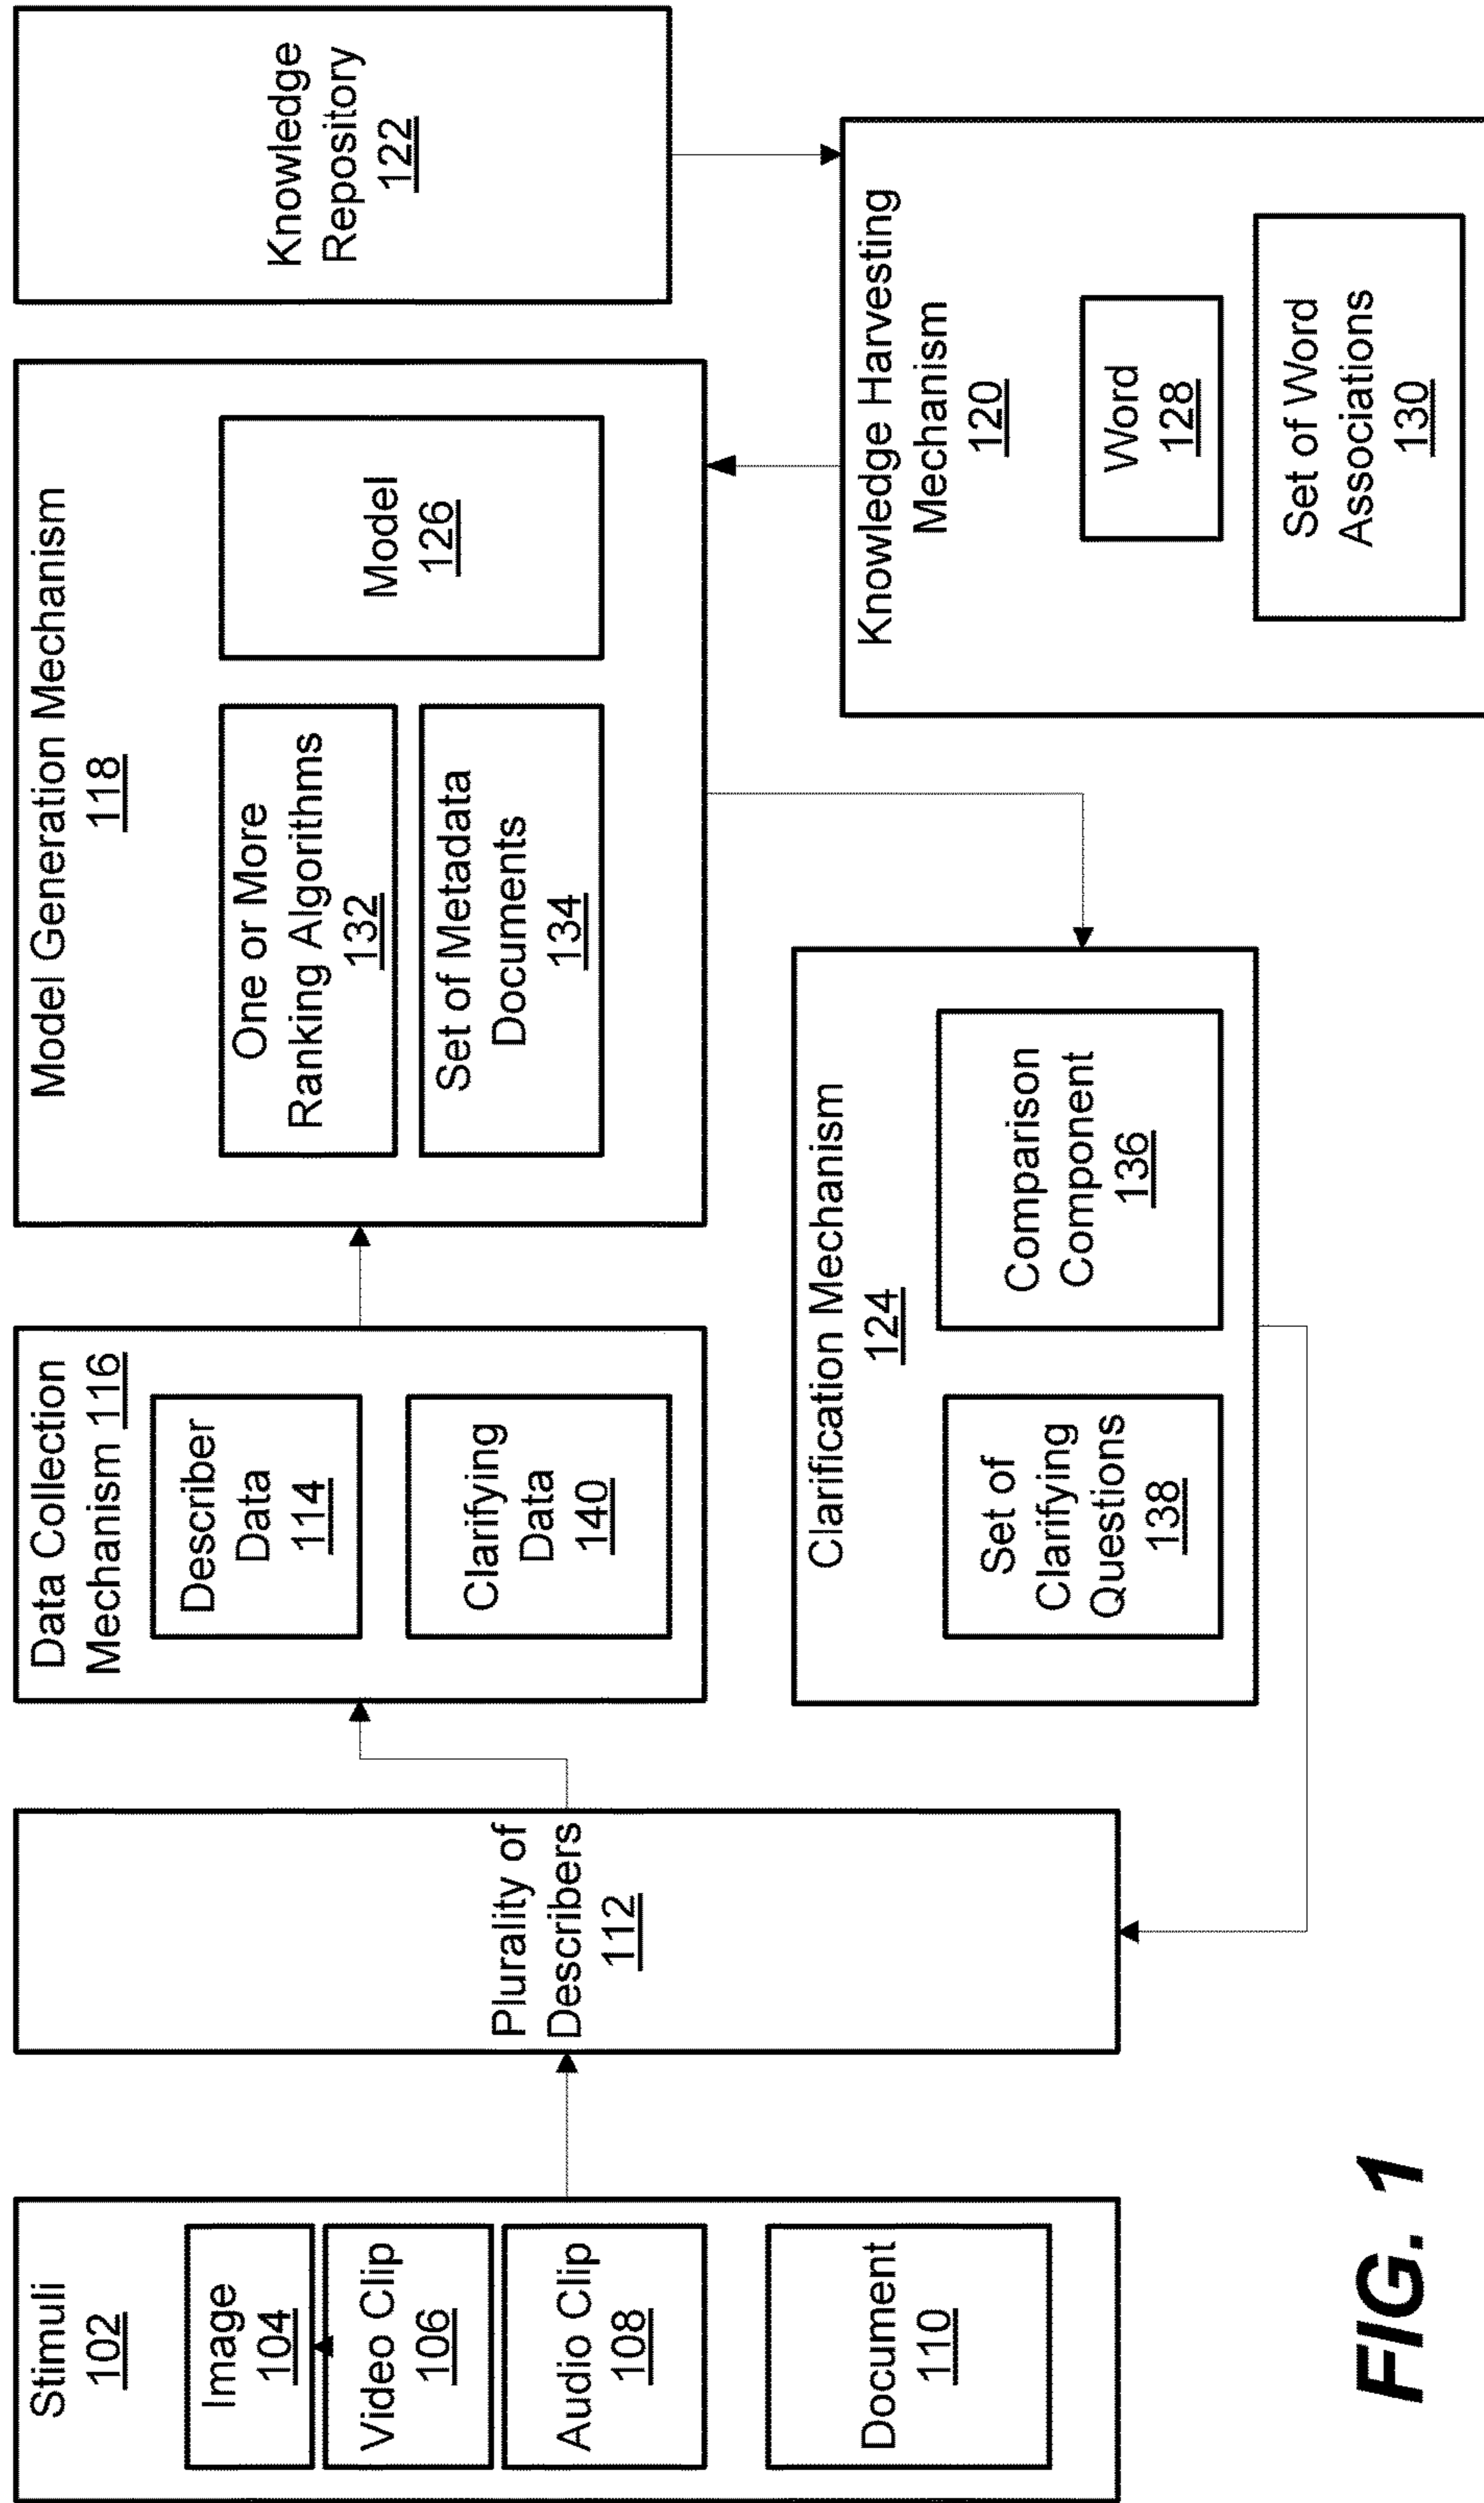 Stimuli
102
Image
104
Video Clip
106
Audio Clip
108
Document
110
Plurality of
Describers
112
Data Collection
Mechanism 116
Describer
Data
114
Clarifying
Data
140
Model Generation Mechanism
118
One or More
Ranking Algorithms
132
Set of Metadata
Documents
134
Model
126
Knowledge
Repository
122
Clarification Mechanism
124
Set of
Clarifying
Questions
138
Comparison
Component
136
Knowledge Harvesting
Mechanism
120
Word
128
Set of Word
Associations
130
FIG. 1